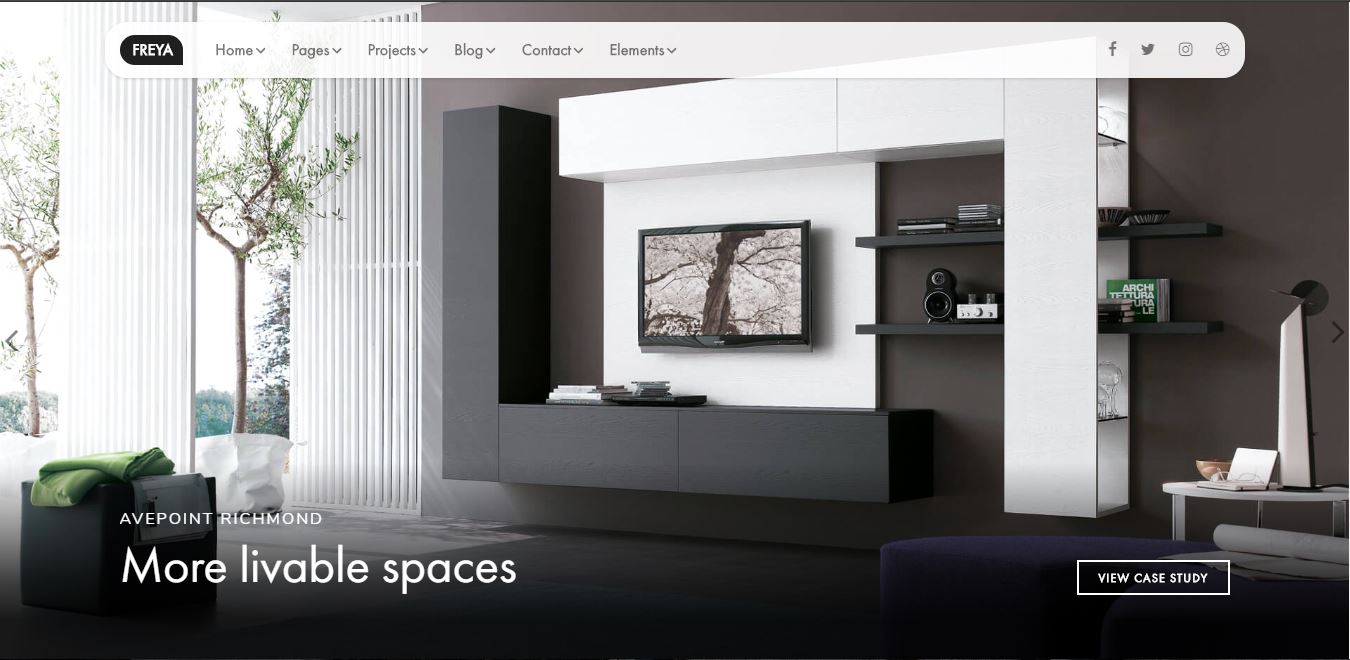 FREYA Home Pages Projects Blog Contact Elements
ARCHI
TETTURA
LE
AVEPOINT RICHMOND
More livable spaces
VIEW CASE STUDY